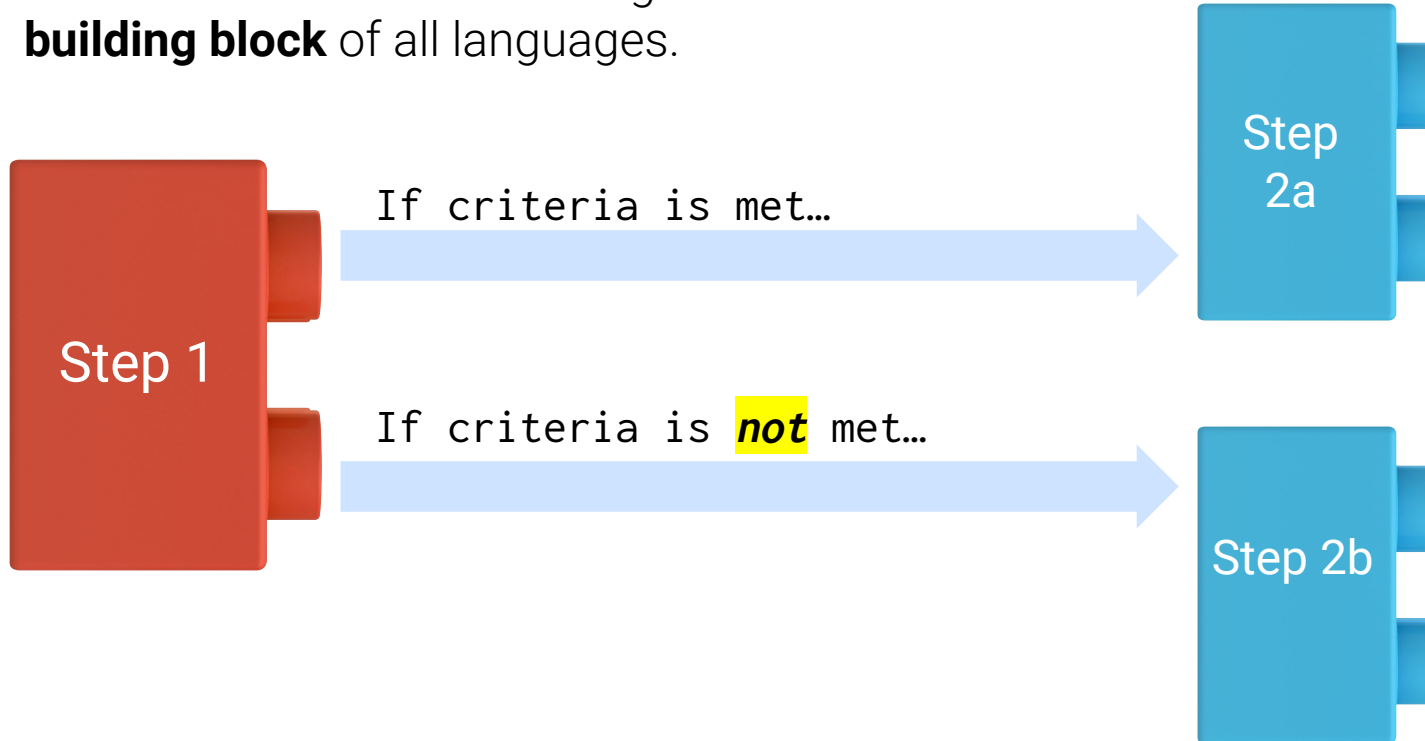 building block of all languages.
Step
2a
If criteria is met…
Step 1
If criteria is not met…
Step 2b